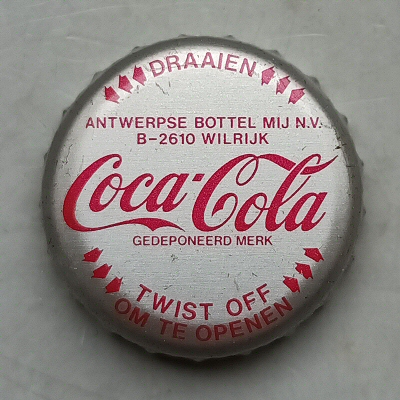 DRAAIEN
ANTWERPSE BOTTEL MIJ N.V.
B-2610 WILRIJK
Coca-Cola
GEDEPONEERD MERK
TWIST OFF
OM TE OPENEN